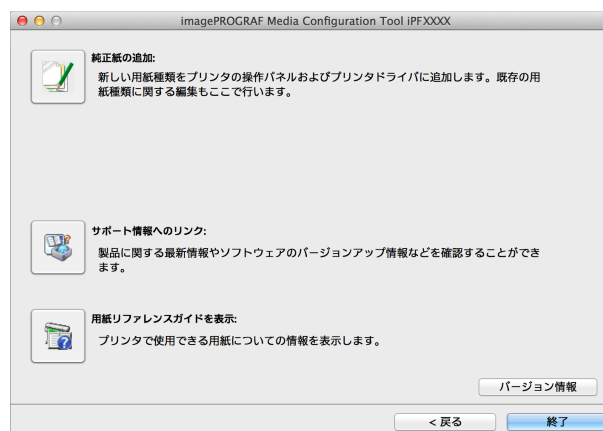 imagePROGRAF Media Configuration Tool iPFXXXX
純正紙の追加:
新しい用紙種類をプリンタの操作パネルおよびプリンタドライバに追加します。既存の用
紙種類に関する編集もここで行います。
サポート情報へのリンク:
製品に関する最新情報やソフトウェアのバージョンアップ情報などを確認することができ
ます。
用紙リファレンスガイドを表示:
プリンタで使用できる用紙についての情報を表示します。
バージョン情報
< 戻る
終了